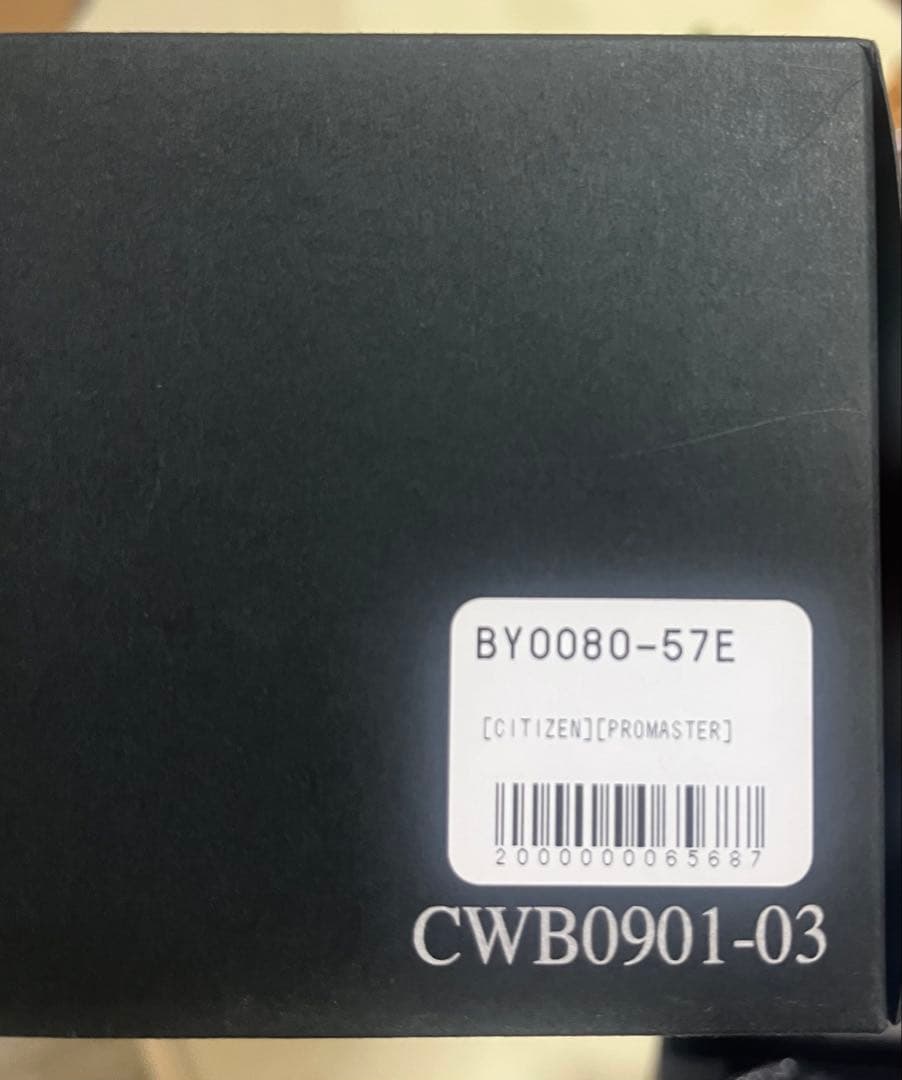 BY0080-57E
[CITIZEN][PROMASTER]
2000000065687
CWB0901-03